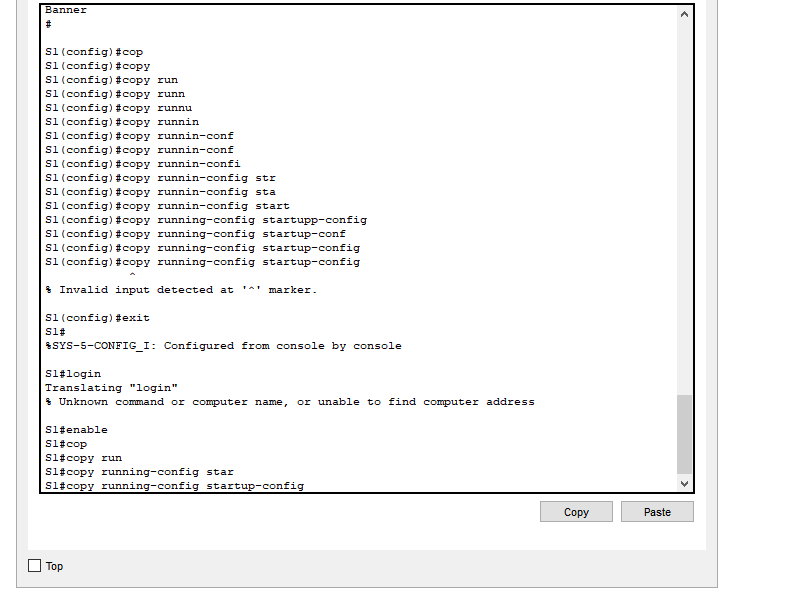 Banner
#
S1(config)#cop
S1(config)#copy
S1(config)#copy run
S1(config)#copy runn
S1(config)#copy runnu
S1(config)#copy runnin
S1(config)#copy runnin-conf
S1(config)#copy runnin-conf
S1(config)#copy runnin-confi
S1(config)#copy runnin-config str
S1(config)#copy runnin-config sta
S1(config)#copy runnin-config start
S1(config)#copy running-config startupp-config
S1(config)#copy running-config startup-conf
S1(config)#copy running-config startup-config
S1(config)#copy running-config startup-config
^
% Invalid input detected at '^' marker.
S1(config)#exit
S1#
%SYS-5-CONFIG_I: Configured from console by console
S1#login
Translating "login"
% Unknown command or computer name, or unable to find computer address
S1#enable
S1#cop
S1#copy run
S1#copy running-config star
S1#copy running-config startup-config
Copy Paste
Top